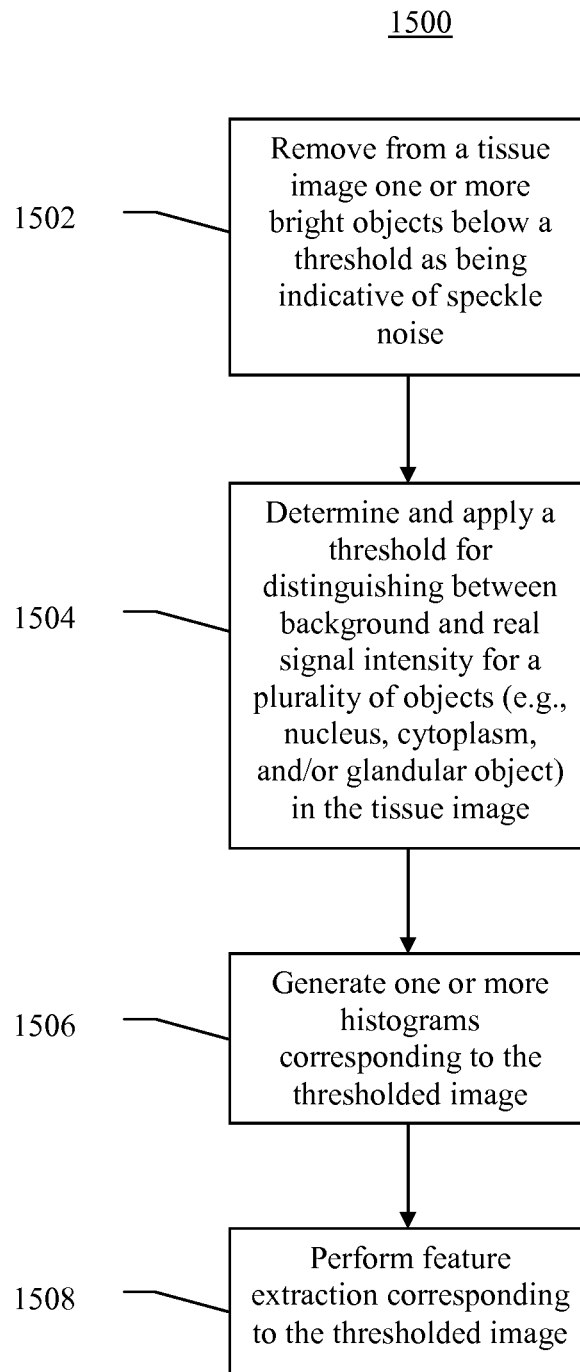 1500
1502
Remove from a tissue
image one or more
bright objects below a
threshold as being
indicative of speckle
noise
1504
Determine and apply a
threshold for
distinguishing between
background and real
signal intensity for a
plurality of objects (e.g.,
nucleus, cytoplasm,
and/or glandular object)
in the tissue image
1506
Generate one or more
histograms
corresponding to the
thresholded image
1508
Perform feature
extraction corresponding
to the thresholded image